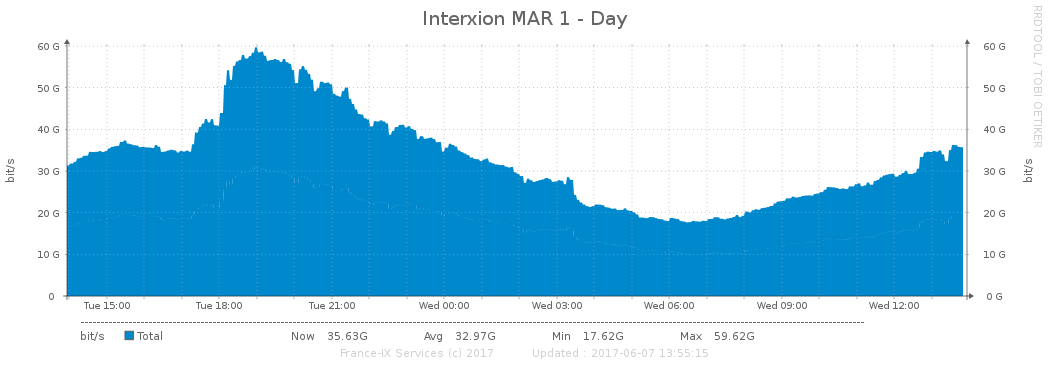 Interxion MAR 1 - Day
RRDTOOL / TOBI OETIKER
bit/s
60 G 60 G
50 G 50 G
40 G 40 G
30 G 30 G
20 G 20 G
10 G 10 G
0 0 G
bit/s
Tue 15:00 Tue 18:00 Tue 21:00 Wed 00:00 Wed 03:00 Wed 06:00 Wed 09:00 Wed 12:00
bit/s Total Now 35.63G Avg 32.97G Min 17.62G Max 59.62G
France-IX Services (c) 2017 Updated : 2017-06-07 13:55:15